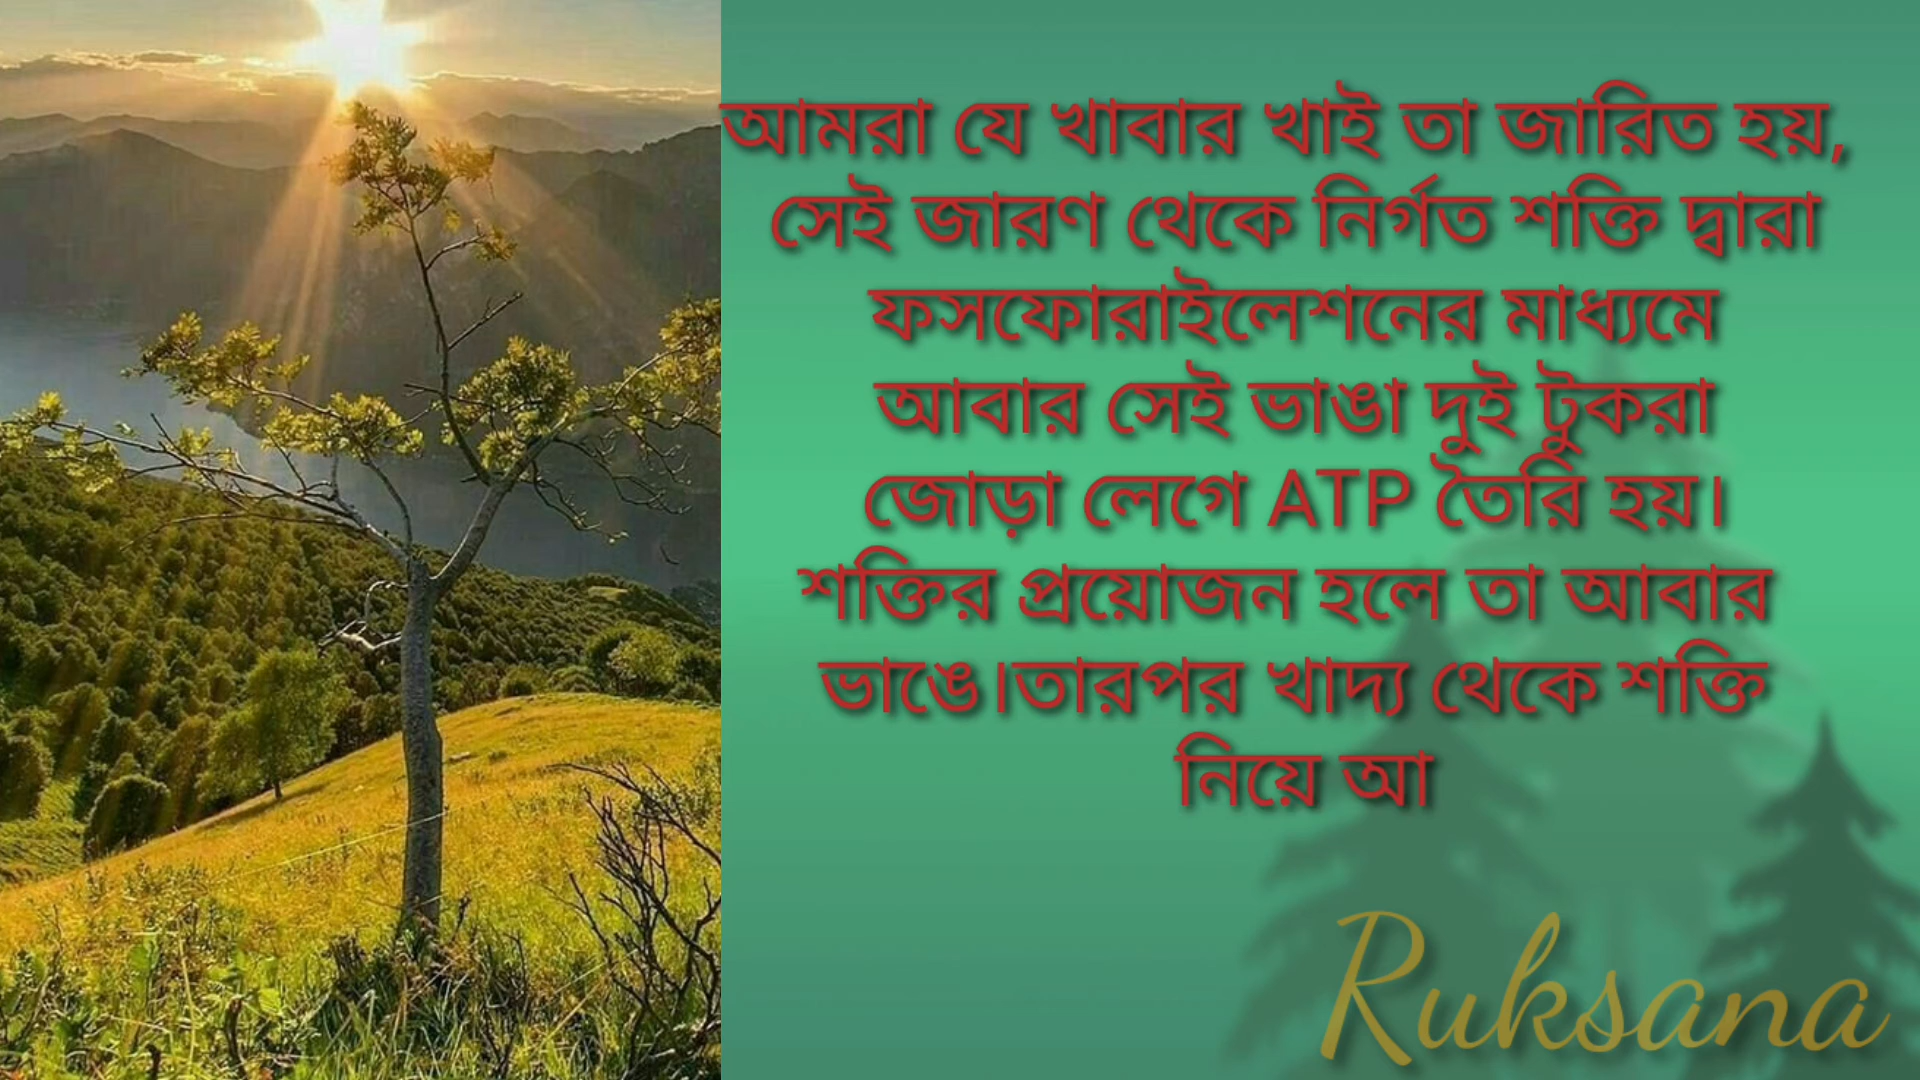 আমরা যে খাবার খাই তা জারিত হয়,
সেই জারণ থেকে নির্গত শক্তি দ্বারা
ফসফোরাইলেশনের মাধ্যমে
আবার সেই ভাঙা দুই টুকরা
জোড়া লেগে ATP তৈরি হয়।
শক্তির প্রয়োজন হলে তা আবার
ভাঙে।তারপর খাদ্য থেকে শক্তি
নিয়ে আ
Ruksana